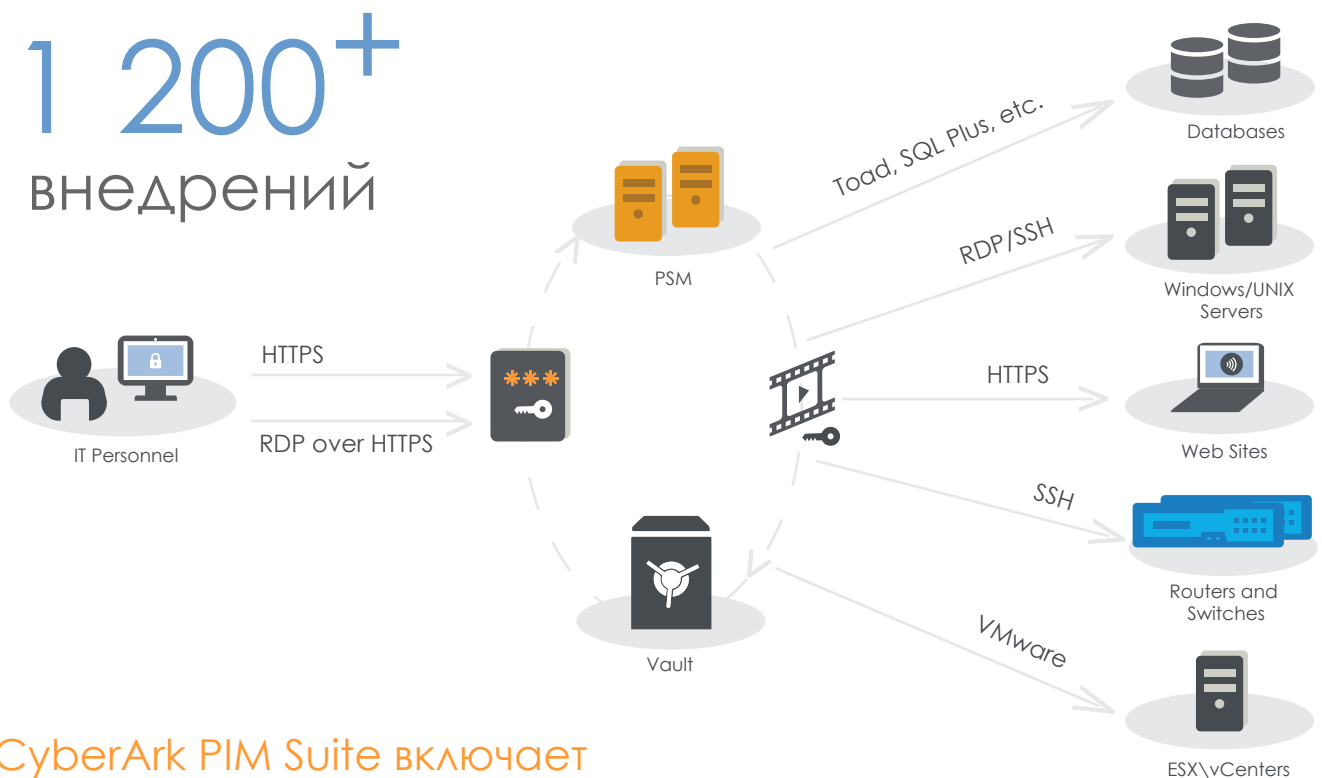 1 200+
внедрений
Toad, SQL Plus, etc.
Databases
RDP/SSH
Windows/UNIX
Servers
PSM
HTTPS
RDP over HTTPS
IT Personnel
***
HTTPS
Web Sites
SSH
Routers and
Switches
Vault
VMware
ESX\vCenters
CyberArk PIM Suite включает